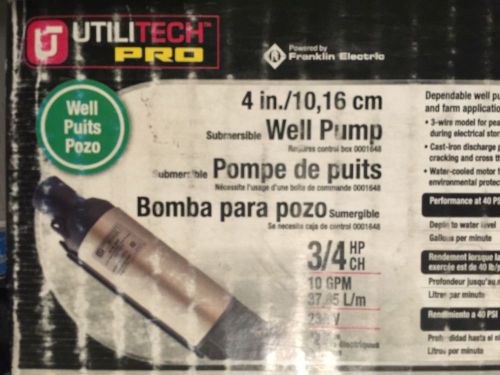 UTILITECH
PRO
Powered by
Franklin Electric
Well
Puits
Pozo
4 in./10,16 cm
Submersible Well Pump
Requires control box 0001648
Submersible Pompe de puits
Nécessite l'usage d'une boîte de commande 0001648
Bomba para pozo Sumergible
Se necesita caja de control 0001648
3/4 HP
CH
10 GPM
37,85 L/m
Dependable well pu
and farm application
• 3-wire model for pea
during electrical stor
• Cast-iron discharge p
cracking and cross t
• Water-cooled motor
environmental protec
Performance at 40 PS
Depth to water level
Gallons per minute
Rendement lorsque la
exercée est de 40 lb/p
Profondeur jusqu'au n
Litres par minute
Rendimiento a 40 PSI
Profundidad hasta el ni
Litros por minuto